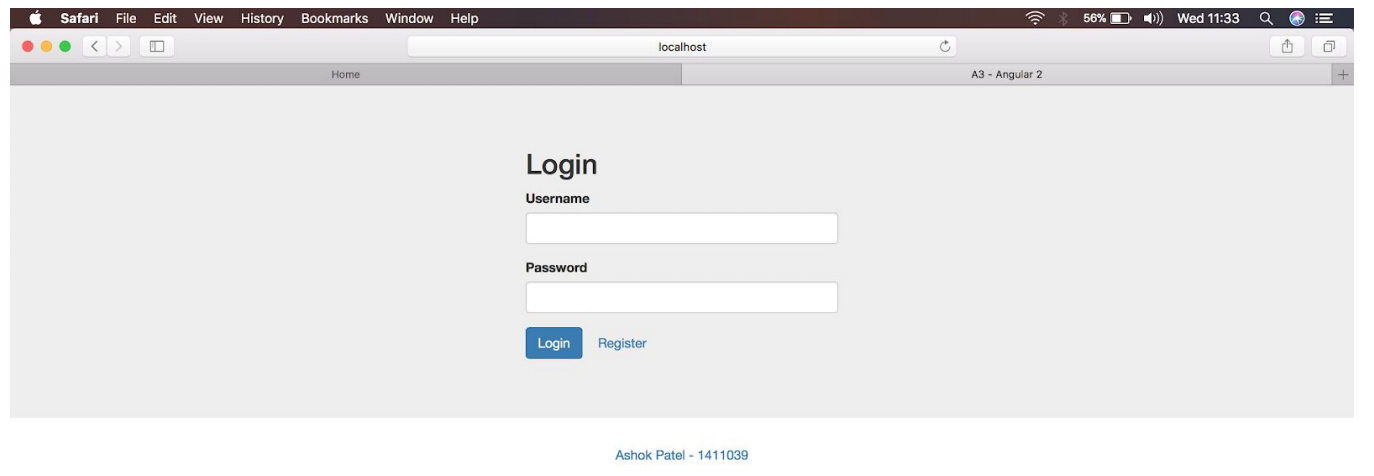 Safari File Edit View History Bookmarks Window Help 56% Wed 11:33
localhost
Home A3 - Angular 2
Login
Username
Password
Login Register
Ashok Patel - 1411039